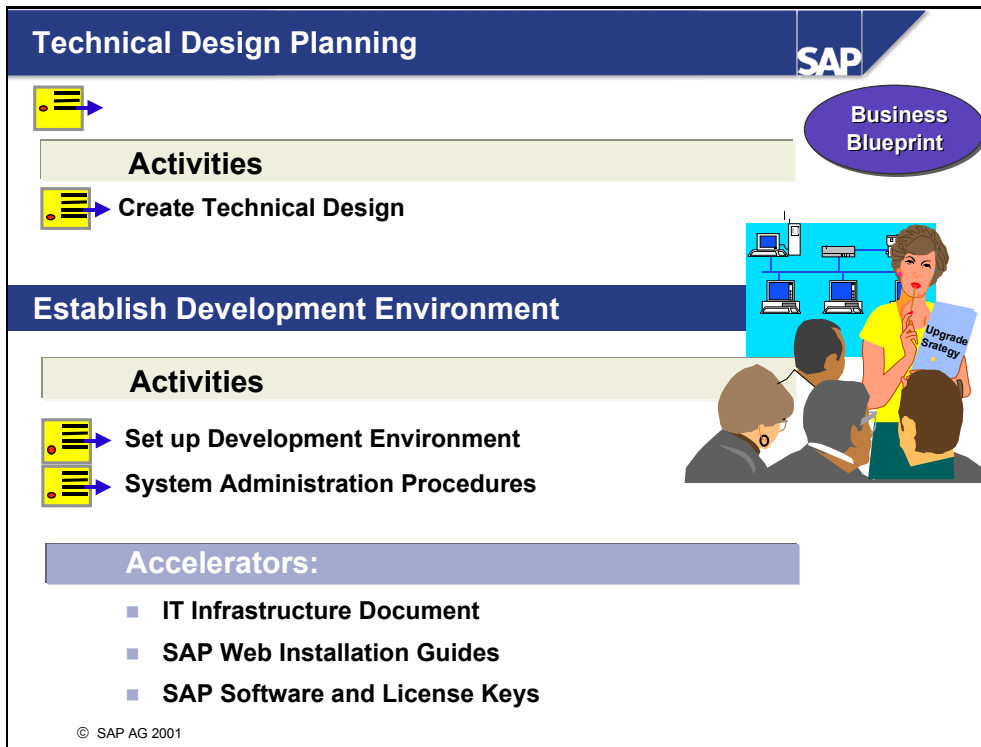 Technical Design Planning
SAP
Business
Blueprint
Activities
Create Technical Design
Establish Development Environment
Upgrade
Srategy
Activities
Set up Development Environment
System Administration Procedures
Accelerators:
IT Infrastructure Document
SAP Web Installation Guides
SAP Software and License Keys
© SAP AG 2001